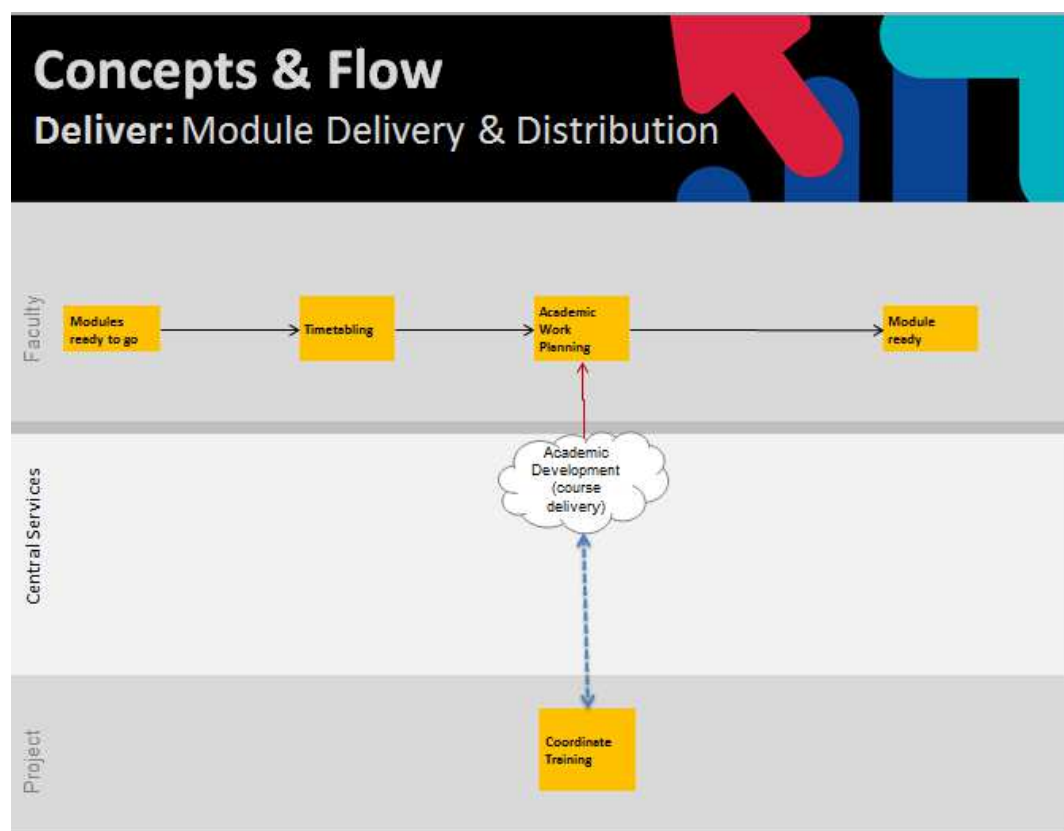 Concepts & Flow
Deliver: Module Delivery & Distribution
Faculty
Modules
ready to go
Timetabling
Academic
Work
Planning
Module
ready
Central Services
Academic
Development
(course
delivery)
Project
Coordinate
Training